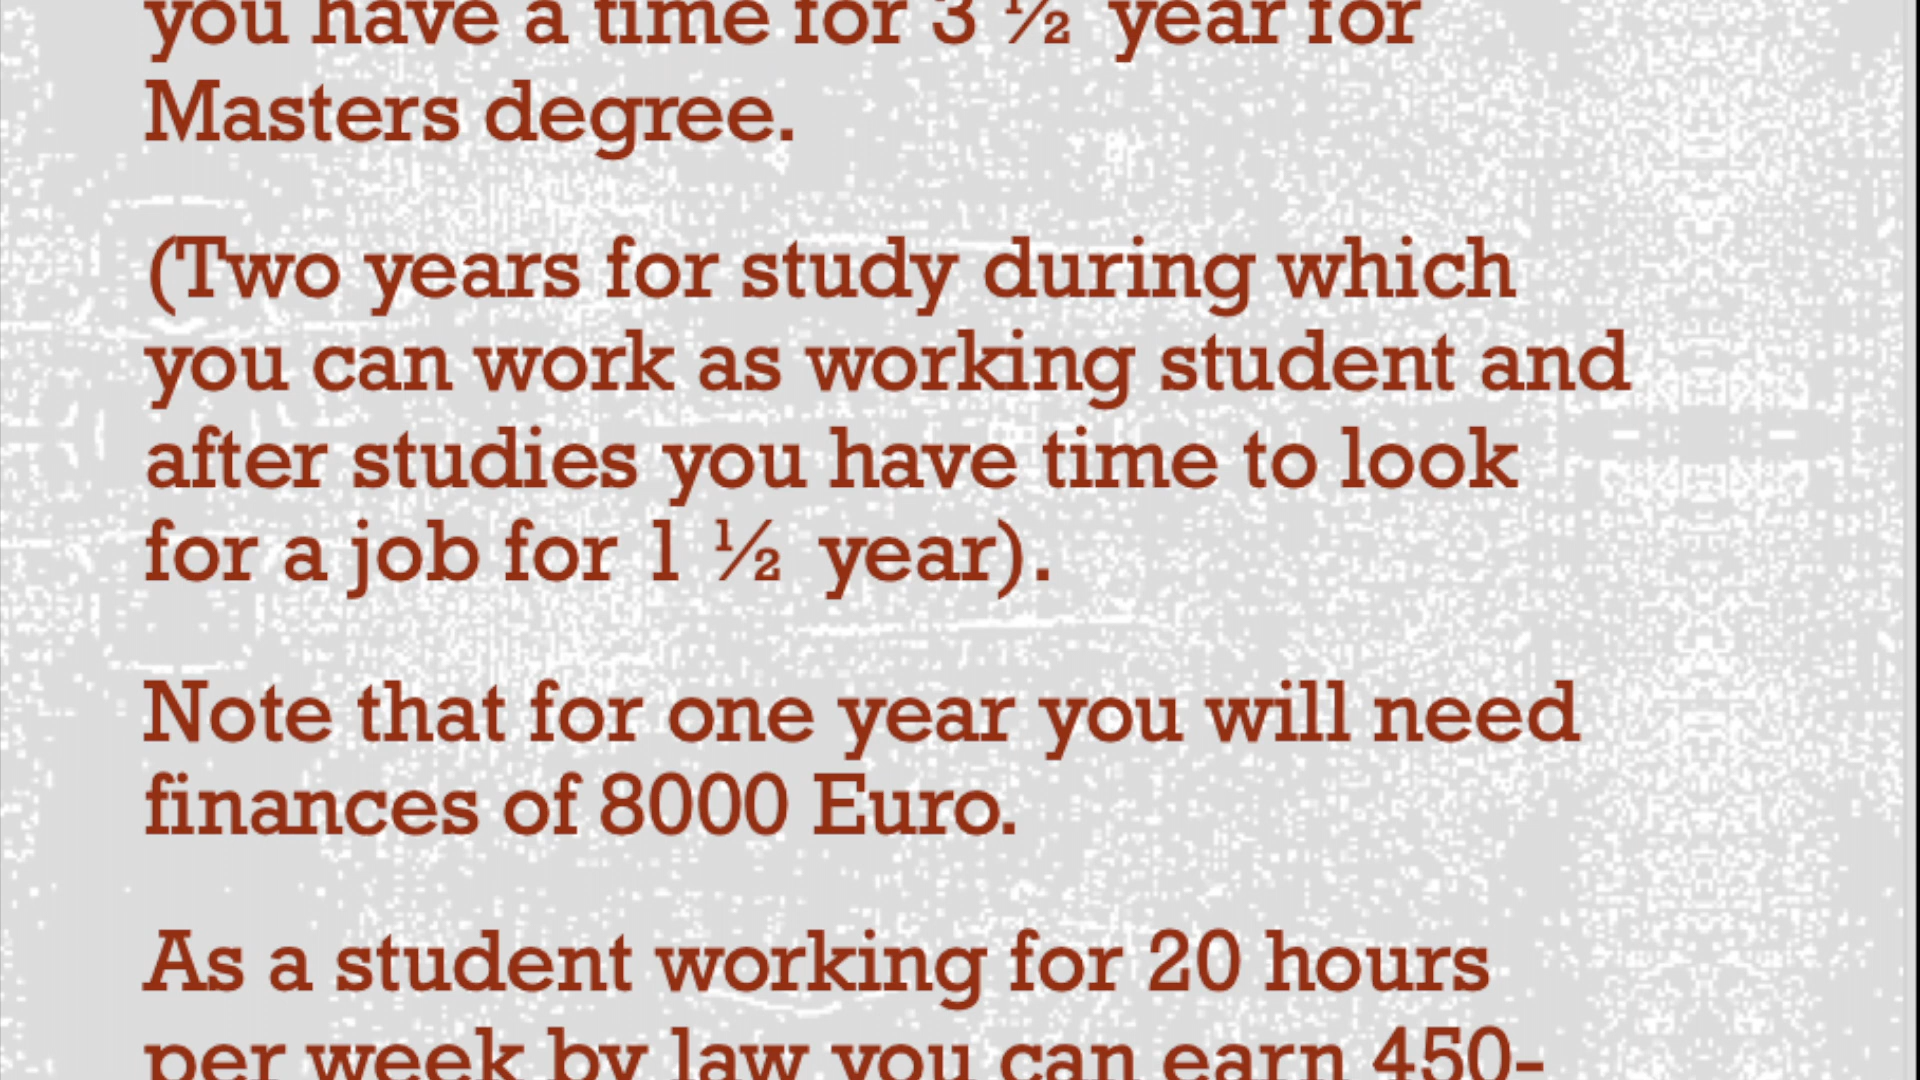 you have a time for 3 ½ year for
Masters degree.
(Two years for study during which
you can work as working student and
after studies you have time to look
for a job for 1 ½ year).
Note that for one year you will need
finances of 8000 Euro.
As a student working for 20 hours
per week by law you can earn 450-